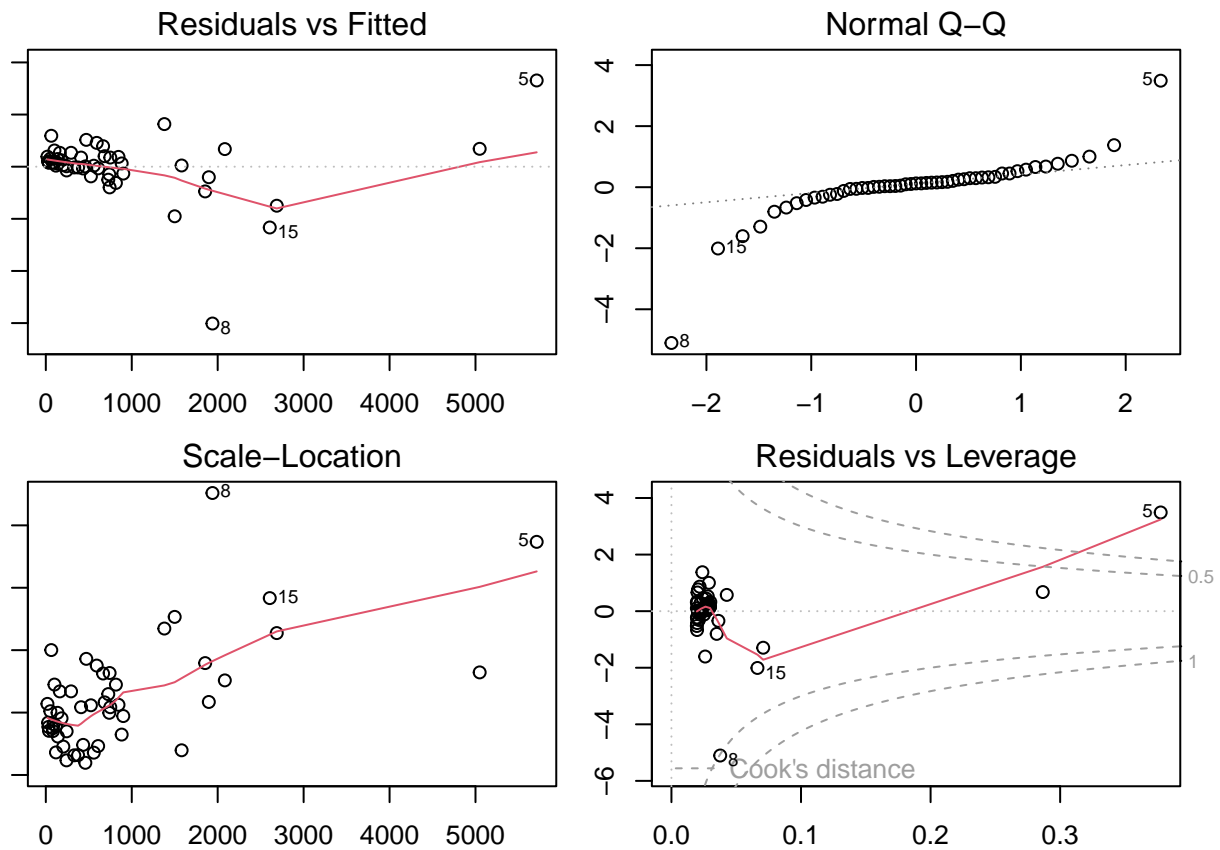 Residuals vs Fitted
5
15
8
0 1000 2000 3000 4000 5000
Normal Q−Q
4
2
0
−2
−4
5
15
8
−2 −1 0 1 2
Scale−Location
8
5
15
0 1000 2000 3000 4000 5000
Residuals vs Leverage
4
2
0
−2
−4
−6
5
0.5
15
1
8
Cook's distance
0.0 0.1 0.2 0.3